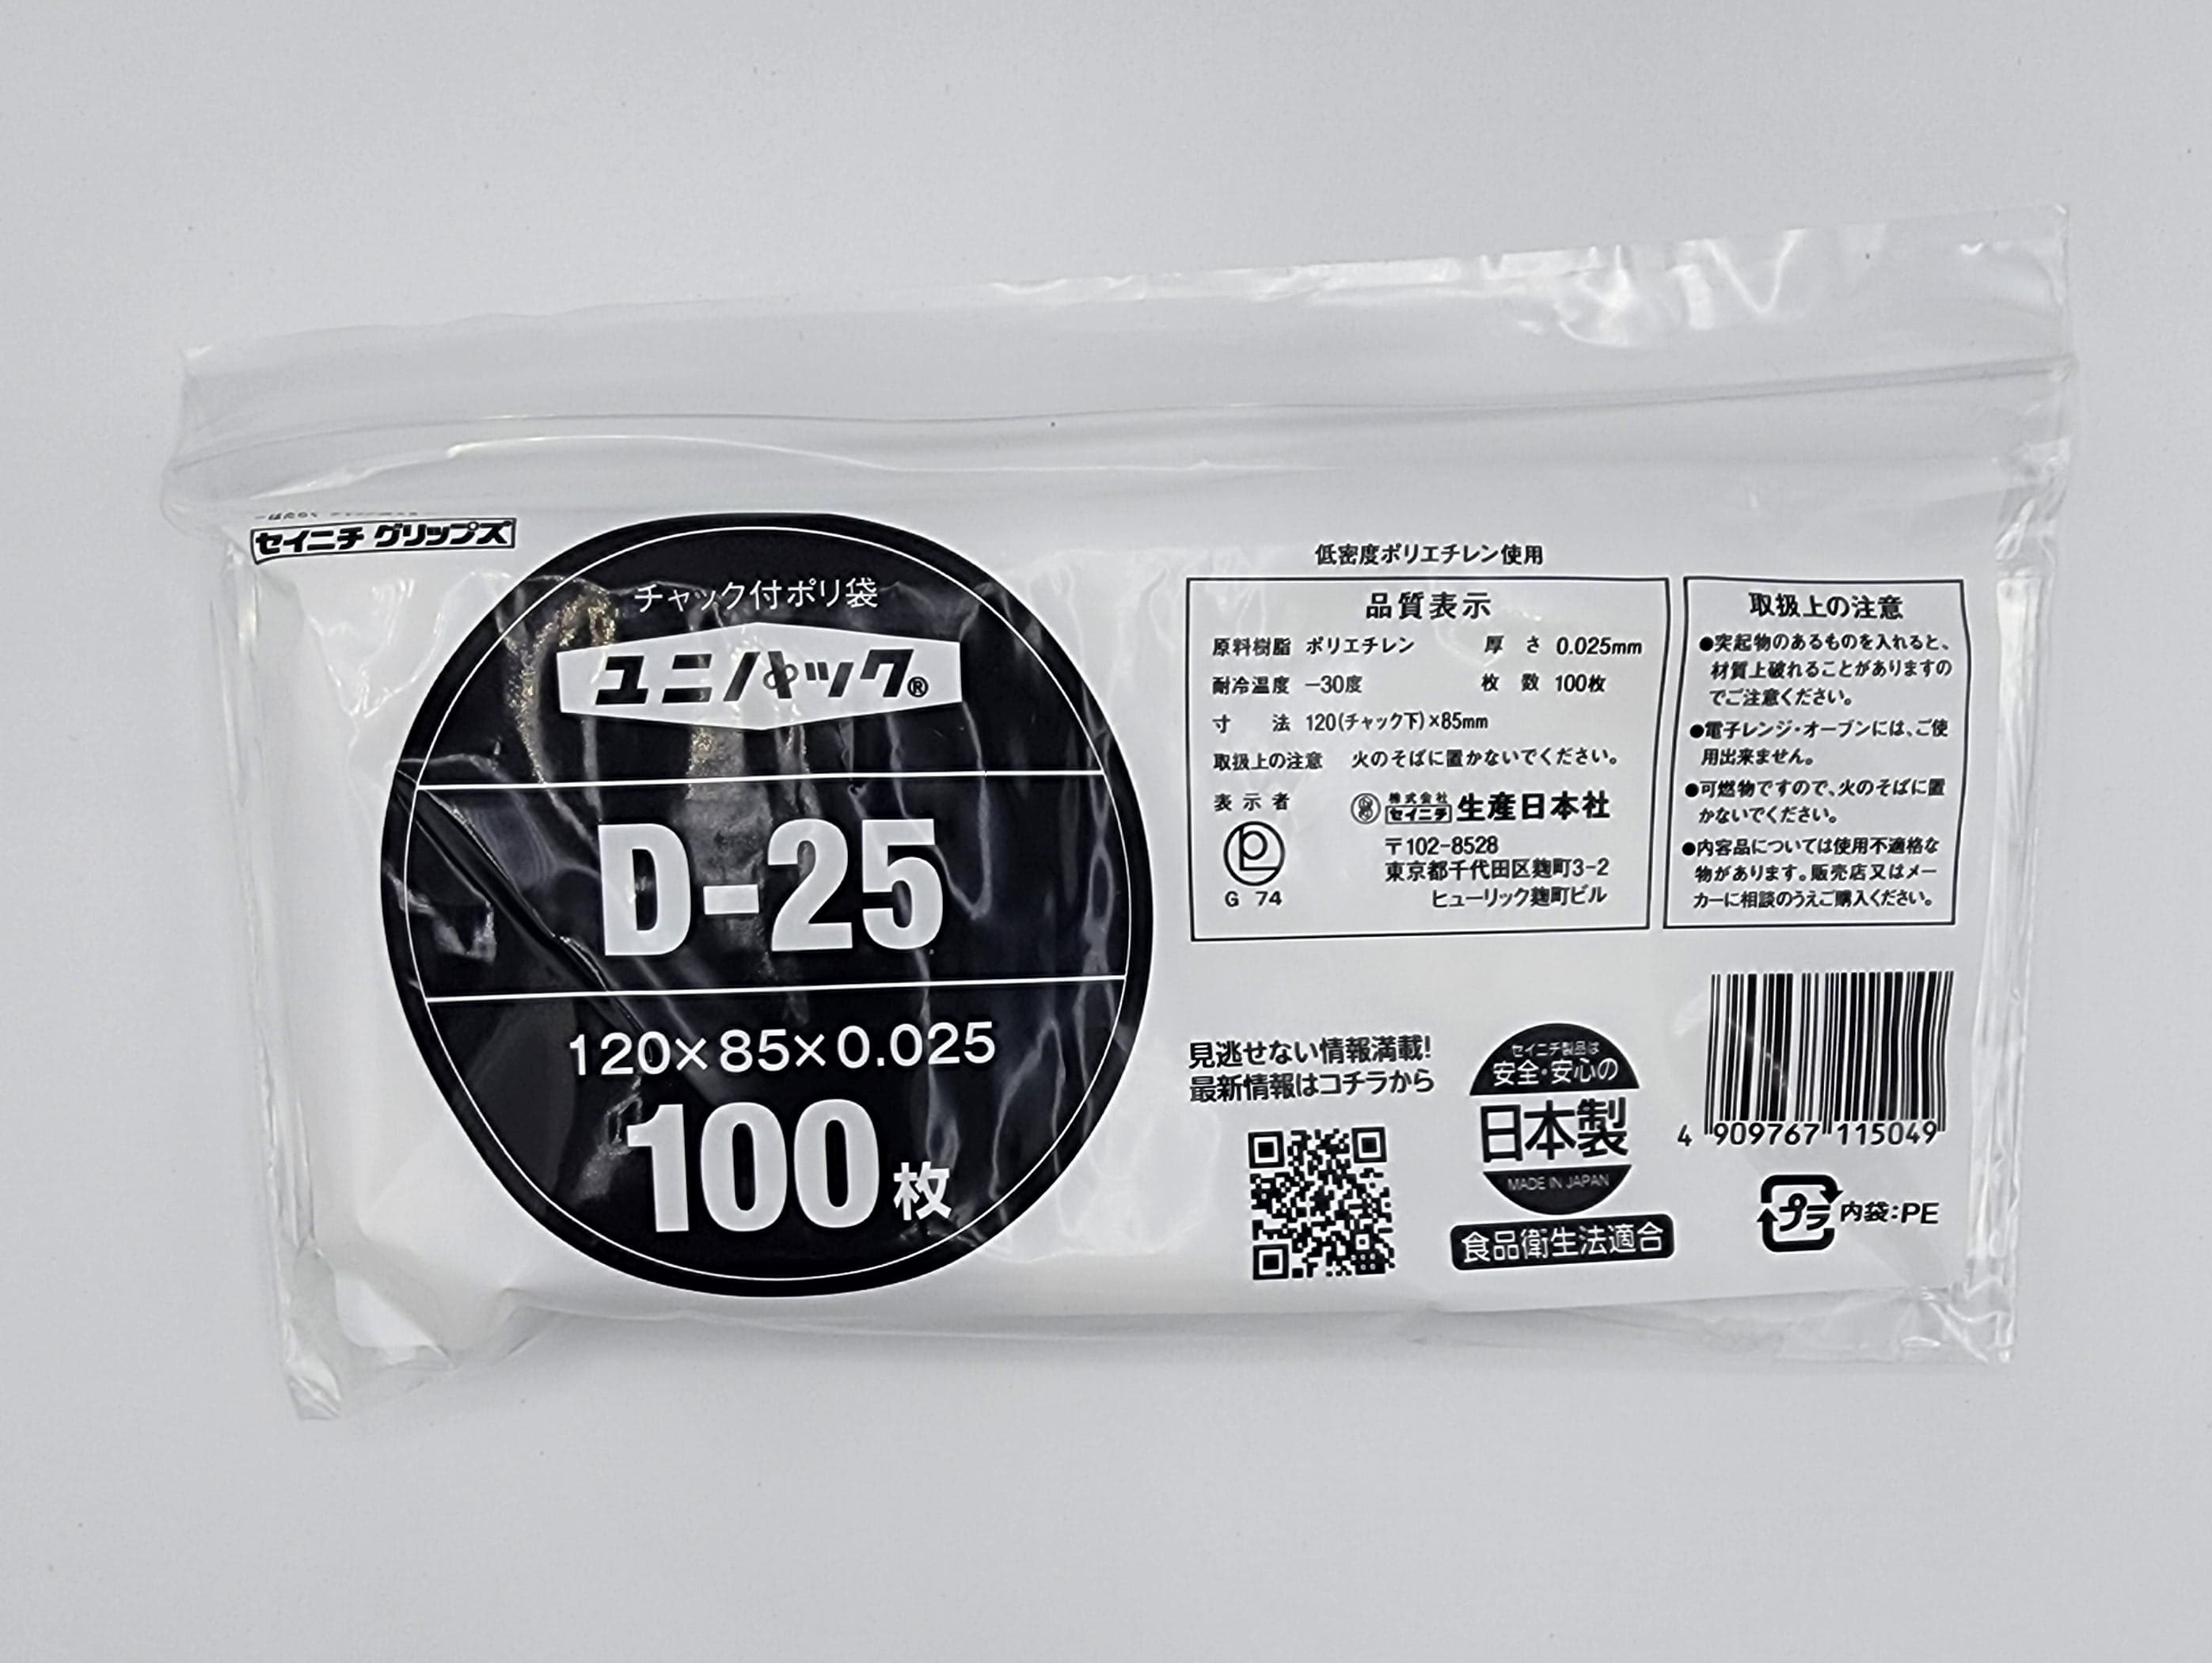 セイニチ グリップス
チャック付ポリ袋
ユニパック®
D-25
120×85×0.025
100枚
低密度ポリエチレン使用
品質表示
原料樹脂 ポリエチレン 厚さ 0.025mm
耐冷温度 −30度 枚数 100枚
寸法 120(チャック下)×85mm
取扱上の注意 火のそばに置かないでください。
表示者 株式会社 セイニチ 生産日本社
〒102-8528
東京都千代田区麹町3-2
ヒューリック麹町ビル
G 74
取扱上の注意
●突起物のあるものを入れると、
材質上破れることがありますの
でご注意ください。
●電子レンジ・オーブンには、ご使
用出来ません。
●可燃物ですので、火のそばに置
かないでください。
●内容品については使用不適格な
物があります。販売店又はメー
カーに相談のうえご購入ください。
見逃せない情報満載!
最新情報はコチラから
セイニチ製品は
安全・安心の
日本製
MADE IN JAPAN
食品衛生法適合
4 909767 115049
プラ 内袋:PE